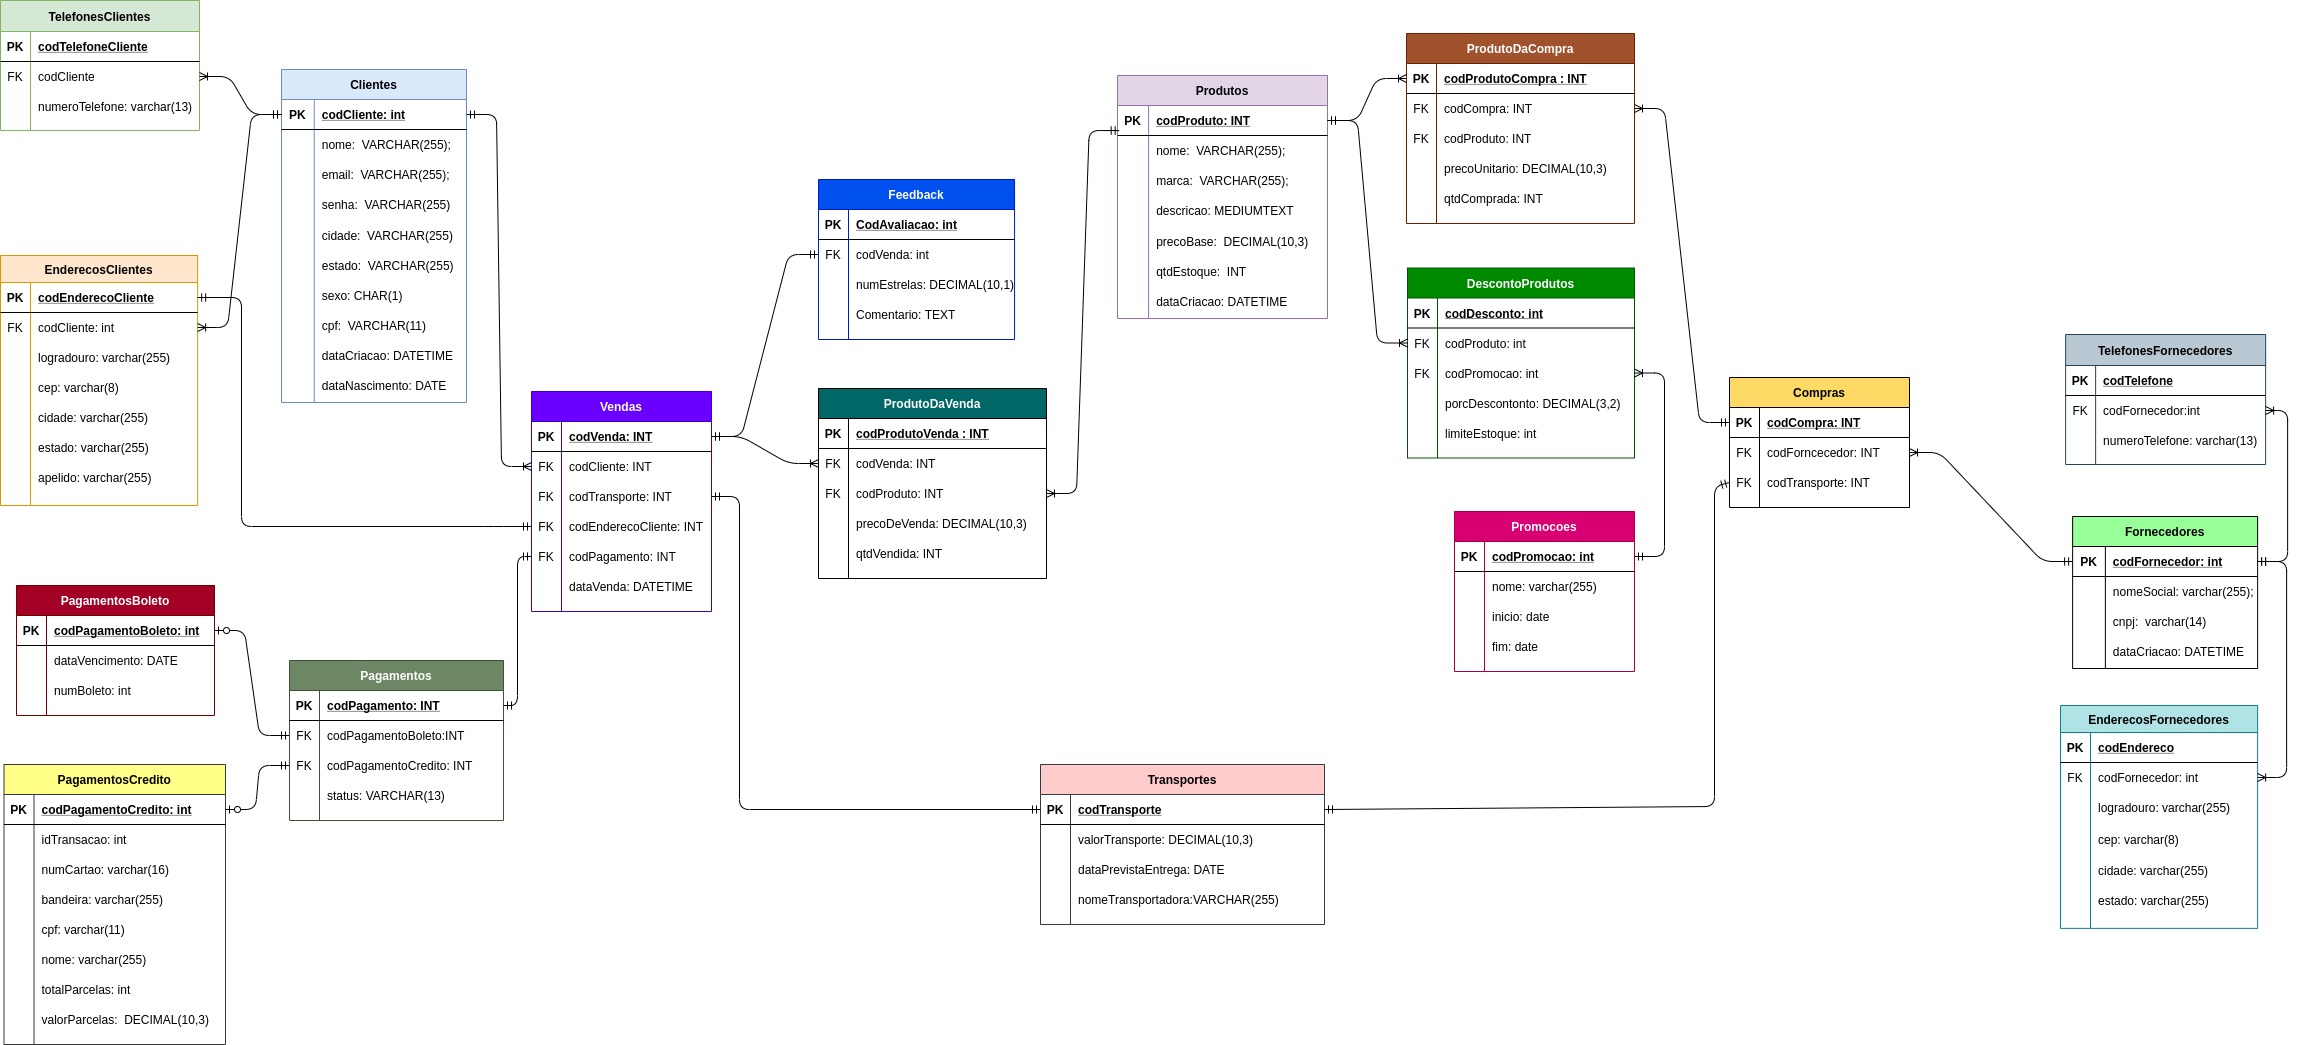 TelefonesClientes
PK codTelefoneCliente
FK codCliente
numeroTelefone: varchar(13)
Clientes
PK codCliente: int
nome: VARCHAR(255);
email: VARCHAR(255);
senha: VARCHAR(255)
cidade: VARCHAR(255)
estado: VARCHAR(255)
sexo: CHAR(1)
cpf: VARCHAR(11)
dataCriacao: DATETIME
dataNascimento: DATE
EnderecosClientes
PK codEnderecoCliente
FK codCliente: int
logradouro: varchar(255)
cep: varchar(8)
cidade: varchar(255)
estado: varchar(255)
apelido: varchar(255)
Vendas
PK codVenda: INT
FK codCliente: INT
FK codTransporte: INT
FK codEnderecoCliente: INT
FK codPagamento: INT
dataVenda: DATETIME
PagamentosBoleto
PK codPagamentoBoleto: int
dataVencimento: DATE
numBoleto: int
Pagamentos
PK codPagamento: INT
FK codPagamentoBoleto:INT
FK codPagamentoCredito: INT
status: VARCHAR(13)
PagamentosCredito
PK codPagamentoCredito: int
idTransacao: int
numCartao: varchar(16)
bandeira: varchar(255)
cpf: varchar(11)
nome: varchar(255)
totalParcelas: int
valorParcelas: DECIMAL(10,3)
Feedback
PK CodAvaliacao: int
FK codVenda: int
numEstrelas: DECIMAL(10,1)
Comentario: TEXT
ProdutoDaVenda
PK codProdutoVenda : INT
FK codVenda: INT
FK codProduto: INT
precoDeVenda: DECIMAL(10,3)
qtdVendida: INT
Produtos
PK codProduto: INT
nome: VARCHAR(255);
marca: VARCHAR(255);
descricao: MEDIUMTEXT
precoBase: DECIMAL(10,3)
qtdEstoque: INT
dataCriacao: DATETIME
ProdutoDaCompra
PK codProdutoCompra : INT
FK codCompra: INT
FK codProduto: INT
precoUnitario: DECIMAL(10,3)
qtdComprada: INT
DescontoProdutos
PK codDesconto: int
FK codProduto: int
FK codPromocao: int
porcDescontonto: DECIMAL(3,2)
limiteEstoque: int
Promocoes
PK codPromocao: int
nome: varchar(255)
inicio: date
fim: date
Transportes
PK codTransporte
valorTransporte: DECIMAL(10,3)
dataPrevistaEntrega: DATE
nomeTransportadora:VARCHAR(255)
Compras
PK codCompra: INT
FK codForncecedor: INT
FK codTransporte: INT
TelefonesFornecedores
PK codTelefone
FK codFornecedor:int
numeroTelefone: varchar(13)
Fornecedores
PK codFornecedor: int
nomeSocial: varchar(255);
cnpj: varchar(14)
dataCriacao: DATETIME
EnderecosFornecedores
PK codEndereco
FK codFornecedor: int
logradouro: varchar(255)
cep: varchar(8)
cidade: varchar(255)
estado: varchar(255)